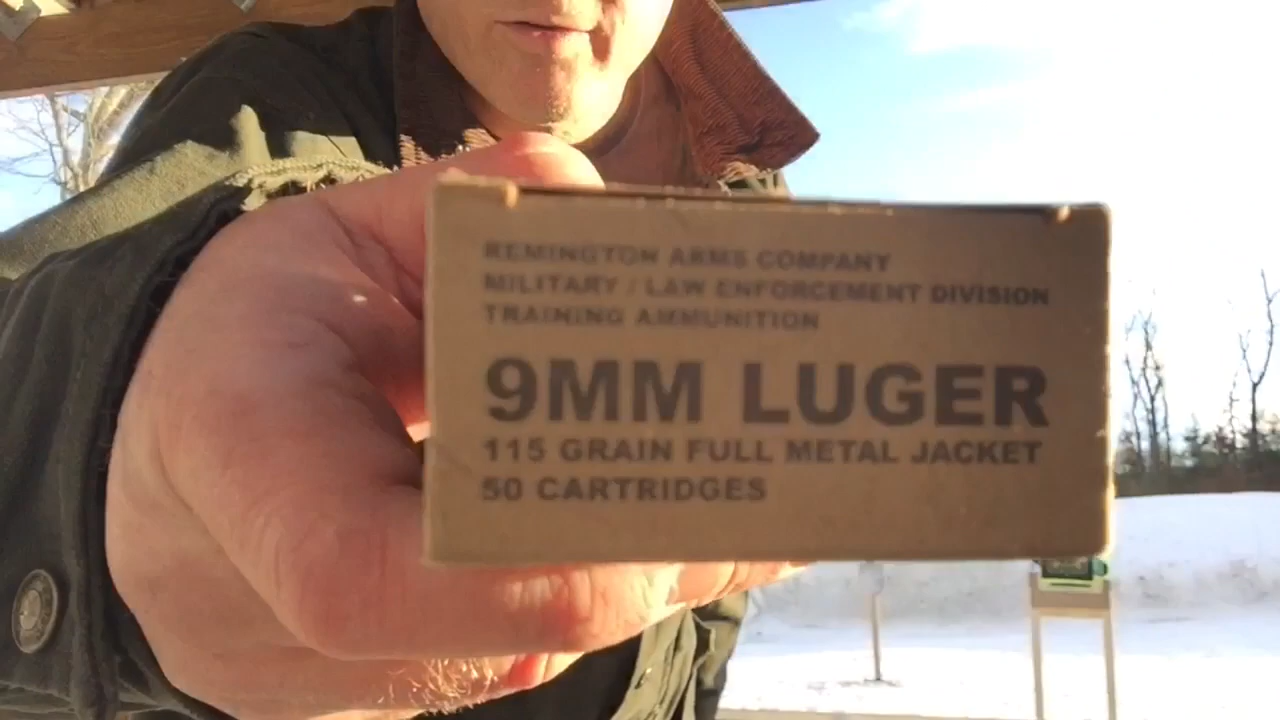 REMINGTON ARMS COMPANY
MILITARY / LAW ENFORCEMENT DIVISION
TRAINING AMMUNITION
9MM LUGER
115 GRAIN FULL METAL JACKET
50 CARTRIDGES